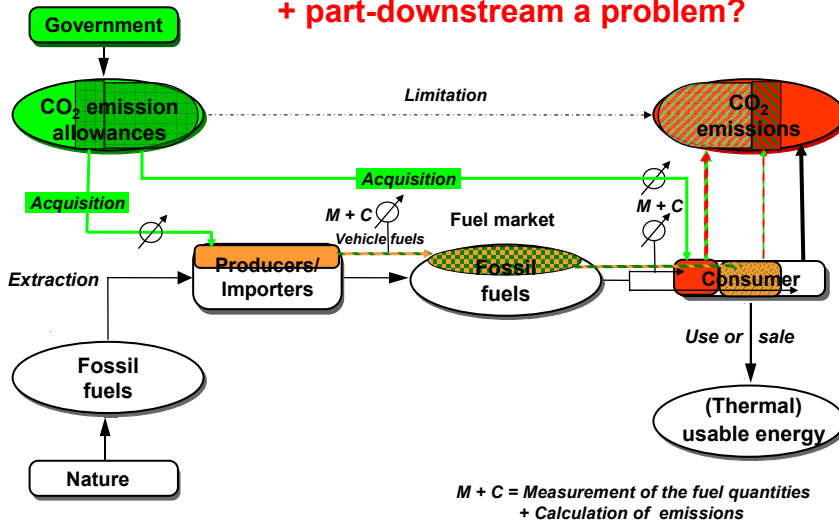 + part-downstream a problem?
Government
CO2 emission
allowances
Limitation
CO2
emissions
Acquisition
Acquisition
M + C
M + C
Vehicle fuels
Fuel market
Extraction
Producers/
Importers
Fossil
fuels
Consumer
Use or sale
Fossil
fuels
(Thermal)
usable energy
Nature
M + C = Measurement of the fuel quantities
+ Calculation of emissions